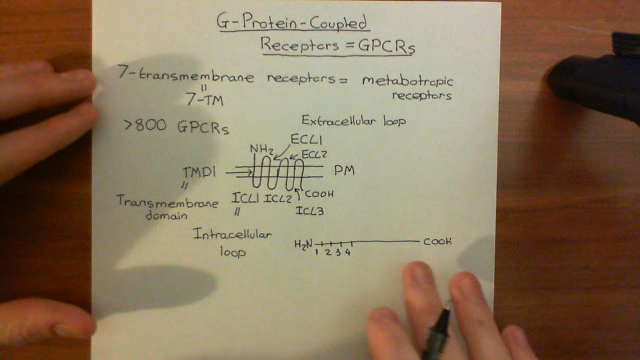 G-Protein-Coupled
Receptors = GPCRs
7-transmembrane receptors = metabotropic
receptors
7-TM
>800 GPCRs
Extracellular loop
ECL1
NH2
ECL2
TMD1
PM
COOH
Transmembrane
domain
ICL1 ICL2
ICL3
Intracellular
loop
H2N
COOH
1 2 3 4